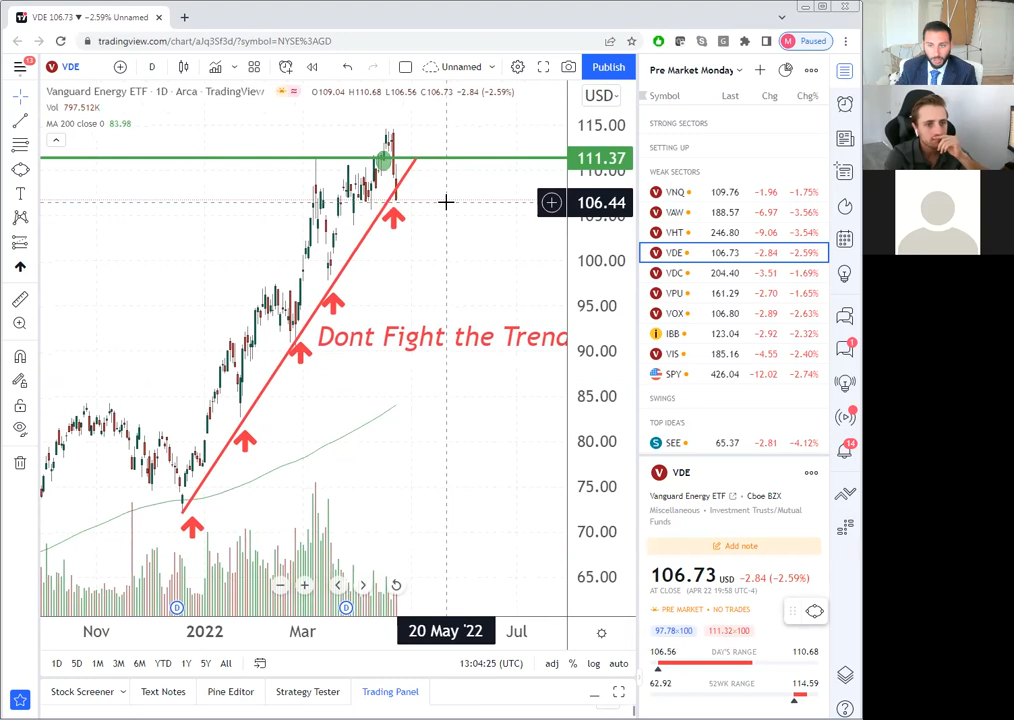 VDE 106.73 ▼ −2.59% Unnamed
tradingview.com/chart/aJq3Sf3d/?symbol=NYSE%3AGD
M Paused
13
VDE
D
Unnamed
Publish
Vanguard Energy ETF • 1D • Arca • TradingView
O109.04 H110.68 L106.56 C106.73 −2.84 (−2.59%)
Vol 797.512K
MA 200 close 0 83.98
USD
115.00
111.37
110.00
106.44
105.00
100.00
95.00
90.00
85.00
80.00
75.00
70.00
65.00
Dont Fight the Trend
D
D
Nov
2022
Mar
20 May '22
Jul
1D 5D 1M 3M 6M YTD 1Y 5Y All
13:04:25 (UTC)
adj % log auto
Stock Screener
Text Notes
Pine Editor
Strategy Tester
Trading Panel
Pre Market Monday
Symbol Last Chg Chg%
STRONG SECTORS
SETTING UP
WEAK SECTORS
V VNQ 109.76 −1.96 −1.75%
V VAW 188.57 −6.97 −3.56%
V VHT 246.80 −9.06 −3.54%
V VDE 106.73 −2.84 −2.59%
V VDC 204.40 −3.51 −1.69%
V VPU 161.29 −2.70 −1.65%
V VOX 106.80 −2.89 −2.63%
i IBB 123.04 −2.92 −2.32%
V VIS 185.16 −4.55 −2.40%
SPY 426.04 −12.02 −2.74%
SWINGS
TOP IDEA'S
S SEE 65.37 −2.81 −4.12%
V VDE
Vanguard Energy ETF • Cboe BZX
Miscellaneous • Investment Trusts/Mutual
Funds
Add note
106.73 USD −2.84 (−2.59%)
AT CLOSE (APR 22 19:58 UTC-4)
PRE MARKET • NO TRADES
97.78×100
111.32×100
106.56 DAY'S RANGE 110.68
62.92 52WK RANGE 114.59
1
14